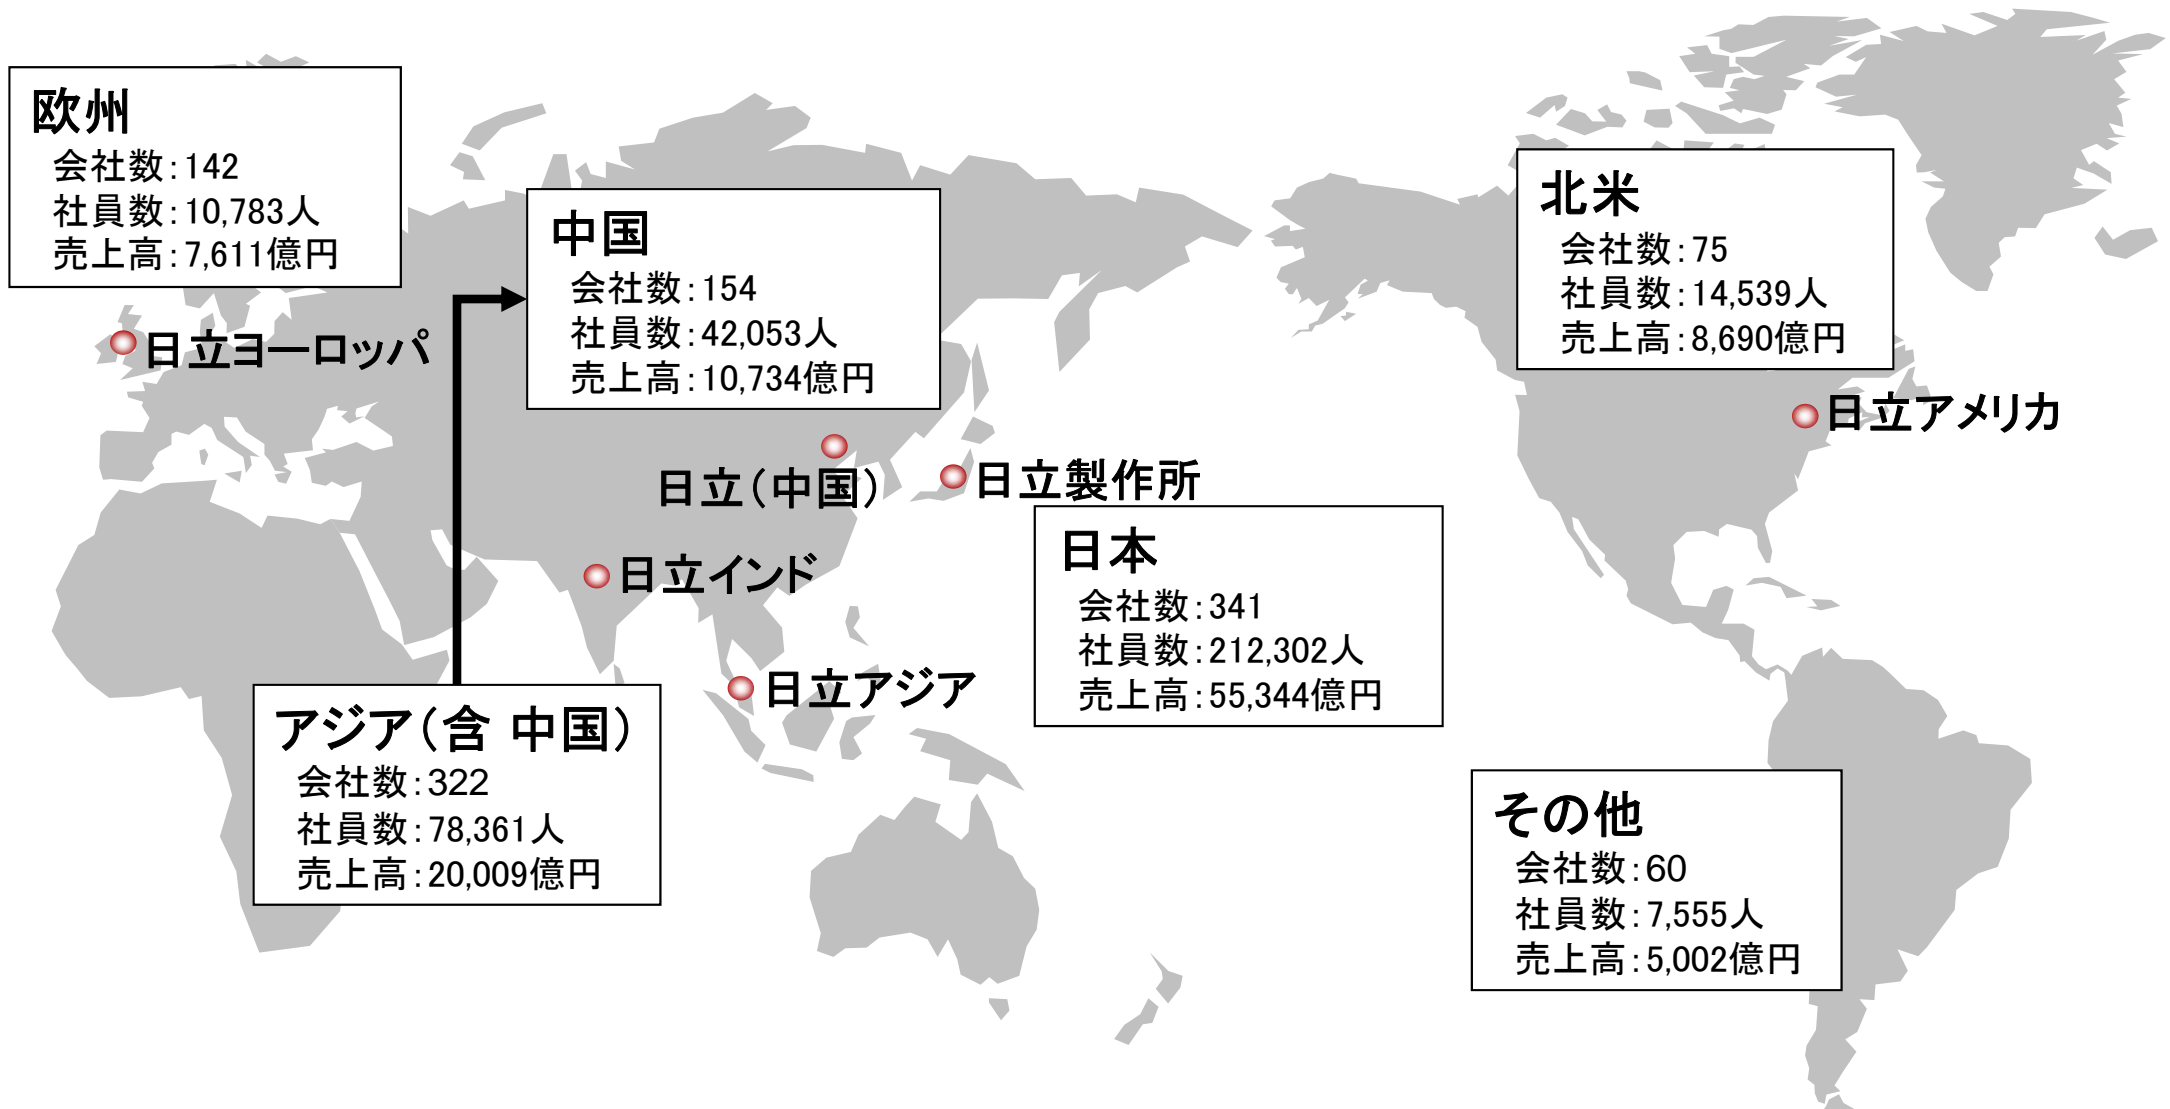 欧州
会社数:142
社員数:10,783人
売上高:7,611億円
日立ヨーロッパ
中国
会社数:154
社員数:42,053人
売上高:10,734億円
北米
会社数:75
社員数:14,539人
売上高:8,690億円
日立アメリカ
日立(中国)
日立製作所
日本
会社数:341
社員数:212,302人
売上高:55,344億円
日立インド
日立アジア
アジア(含 中国)
会社数:322
社員数:78,361人
売上高:20,009億円
その他
会社数:60
社員数:7,555人
売上高:5,002億円